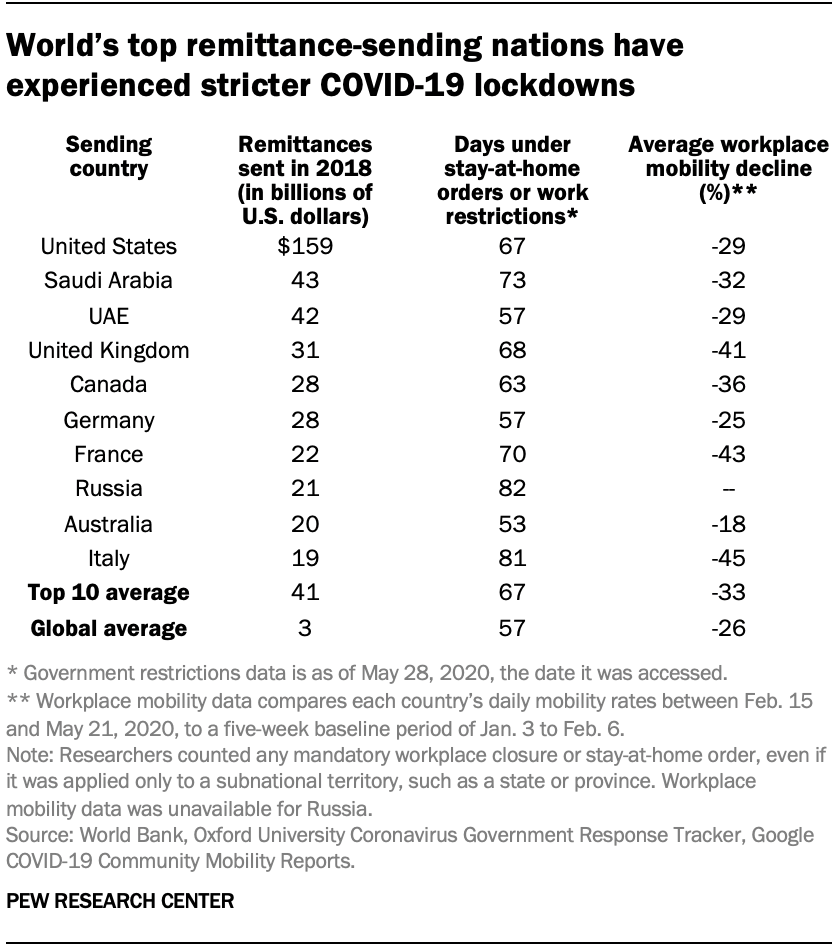 World's top remittance-sending nations have
experienced stricter COVID-19 lockdowns
Sending country Remittances sent in 2018 (in billions of U.S. dollars) Days under stay-at-home orders or work restrictions* Average workplace mobility decline (%)**
United States $159 67 -29
Saudi Arabia 43 73 -32
UAE 42 57 -29
United Kingdom 31 68 -41
Canada 28 63 -36
Germany 28 57 -25
France 22 70 -43
Russia 21 82 --
Australia 20 53 -18
Italy 19 81 -45
Top 10 average 41 67 -33
Global average 3 57 -26
* Government restrictions data is as of May 28, 2020, the date it was accessed.
** Workplace mobility data compares each country's daily mobility rates between Feb. 15
and May 21, 2020, to a five-week baseline period of Jan. 3 to Feb. 6.
Note: Researchers counted any mandatory workplace closure or stay-at-home order, even if
it was applied only to a subnational territory, such as a state or province. Workplace
mobility data was unavailable for Russia.
Source: World Bank, Oxford University Coronavirus Government Response Tracker, Google
COVID-19 Community Mobility Reports.
PEW RESEARCH CENTER